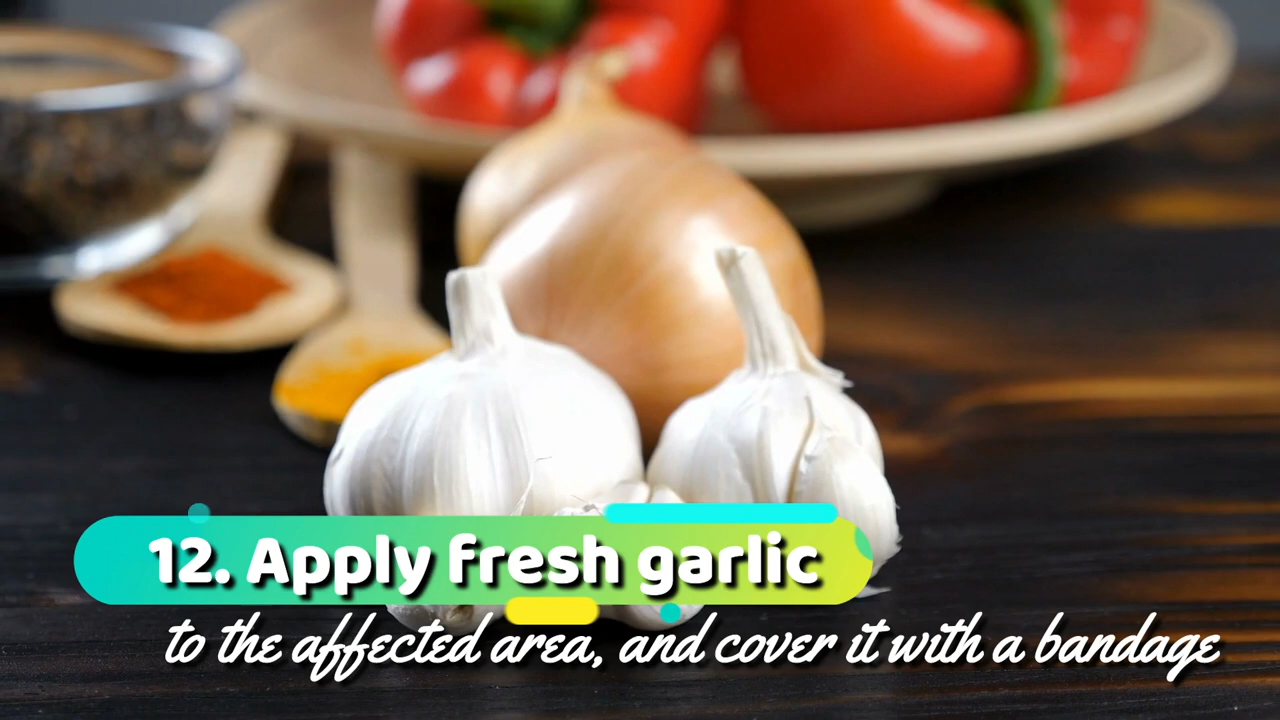 12. Apply fresh garlic
to the affected area, and cover it with a bandage